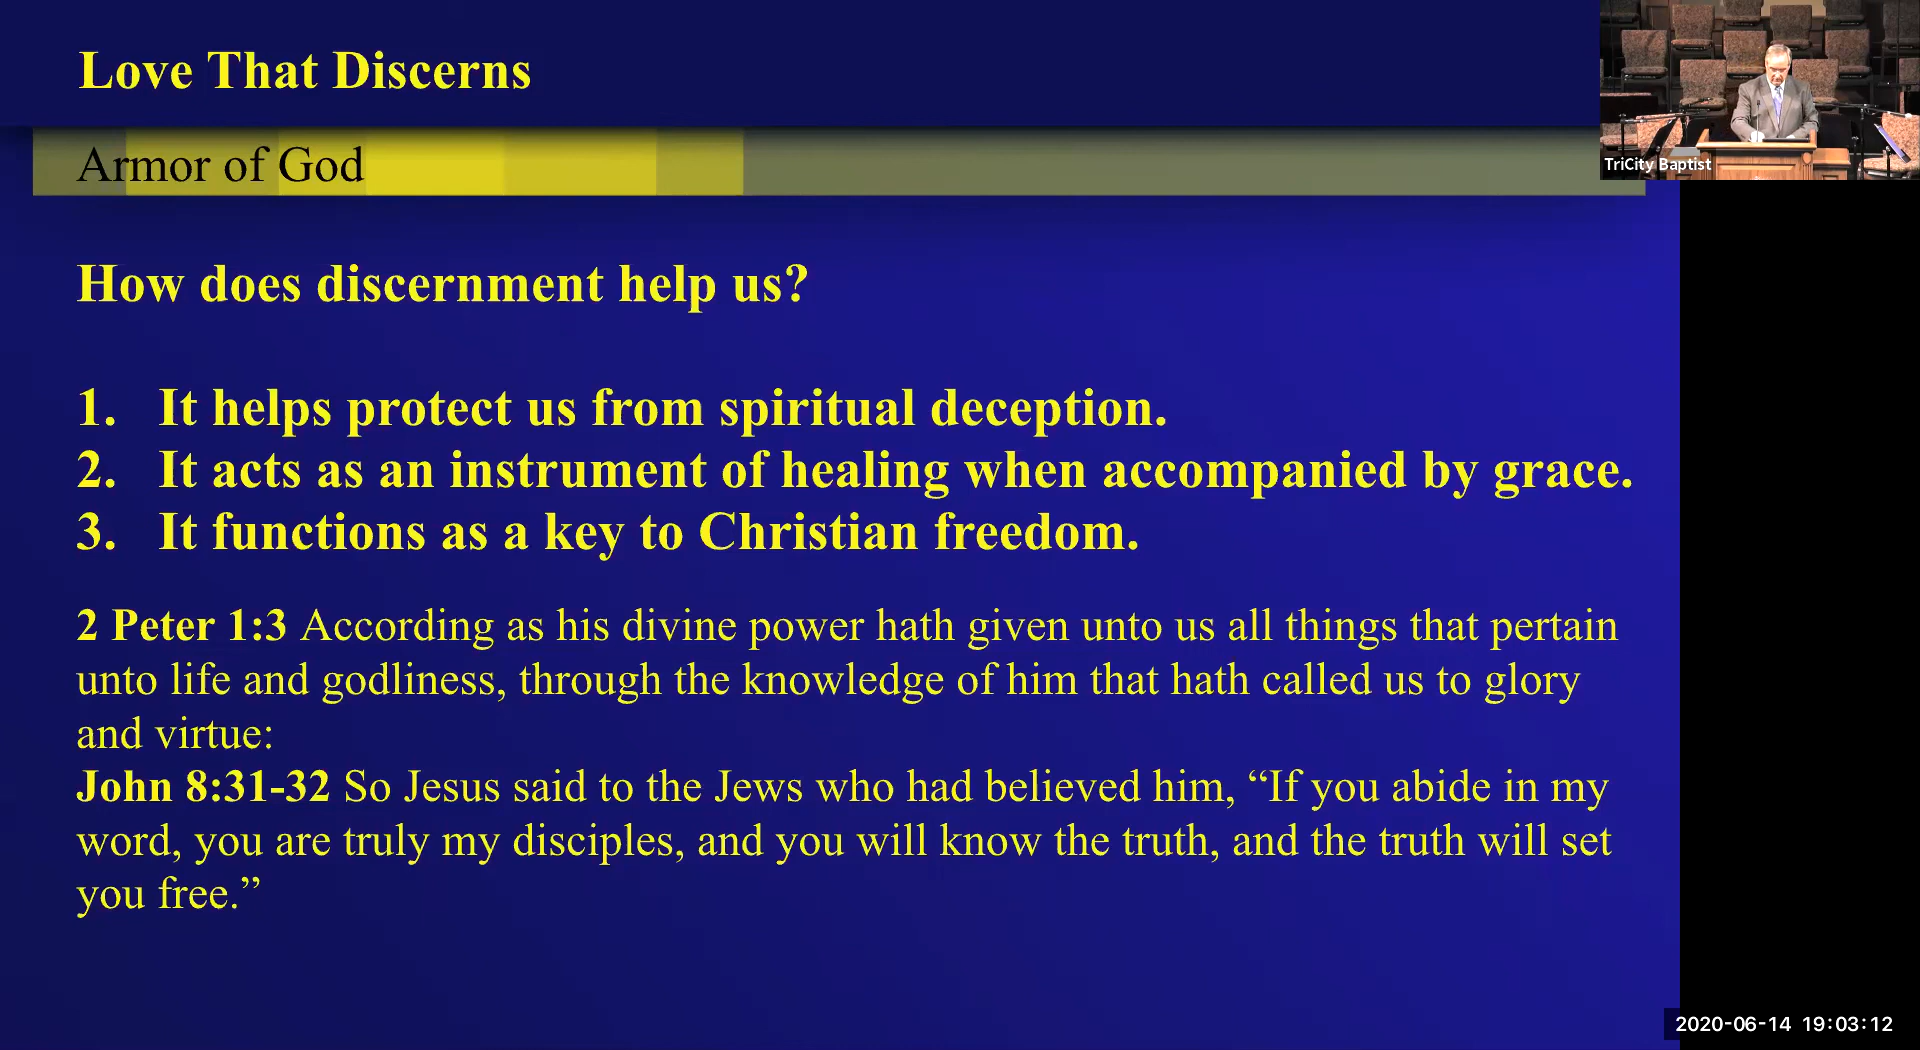 Love That Discerns
TriCity Baptist
Armor of God
How does discernment help us?
1. It helps protect us from spiritual deception.
2. It acts as an instrument of healing when accompanied by grace.
3. It functions as a key to Christian freedom.
2 Peter 1:3 According as his divine power hath given unto us all things that pertain
unto life and godliness, through the knowledge of him that hath called us to glory
and virtue:
John 8:31-32 So Jesus said to the Jews who had believed him, “If you abide in my
word, you are truly my disciples, and you will know the truth, and the truth will set
you free.”
2020-06-14 19:03:12